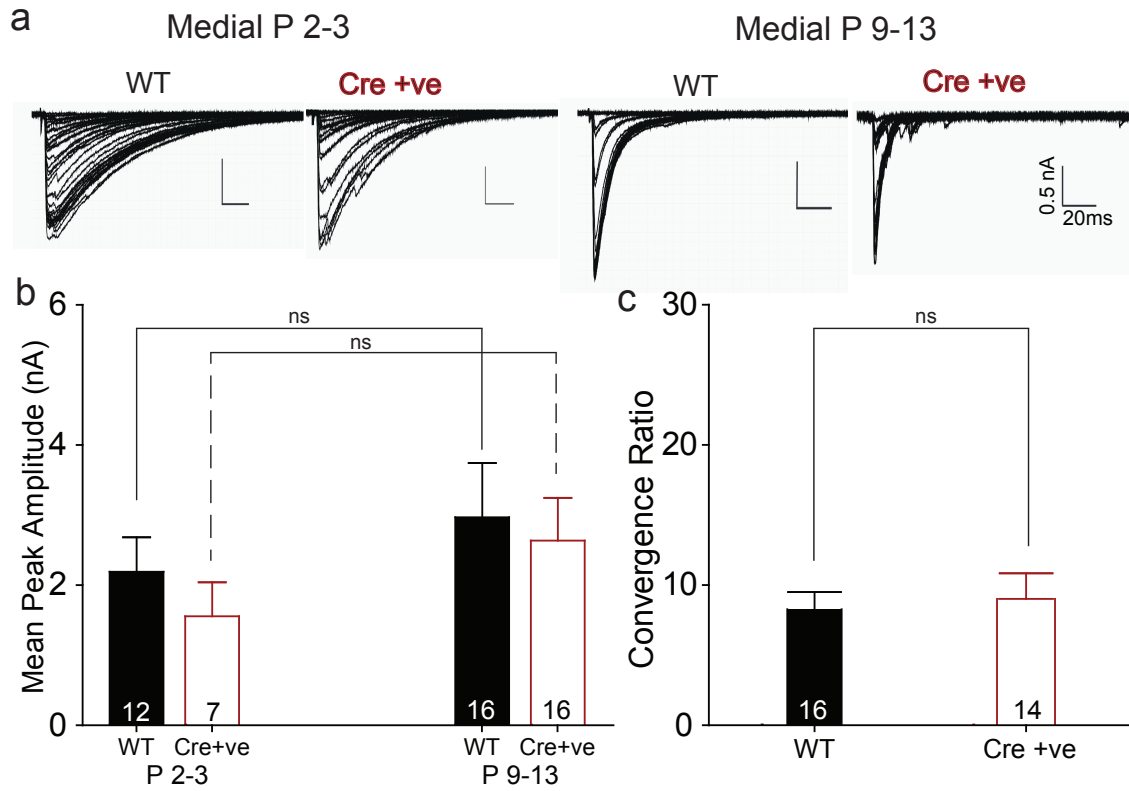 a
Medial P 2-3
Medial P 9-13
WT
Cre +ve
WT
Cre +ve
0.5 nA
20ms
b
Mean Peak Amplitude (nA)
6
4
2
0
ns
ns
12
7
16
16
WT
Cre+ve
WT
Cre+ve
P 2-3
P 9-13
c
Convergence Ratio
30
20
10
0
ns
16
14
WT
Cre +ve